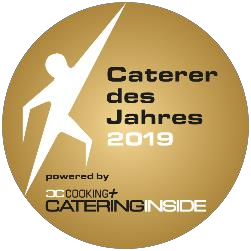 Caterer
des
Jahres
2019
powered by
COOKING+
CATERINGINSIDE